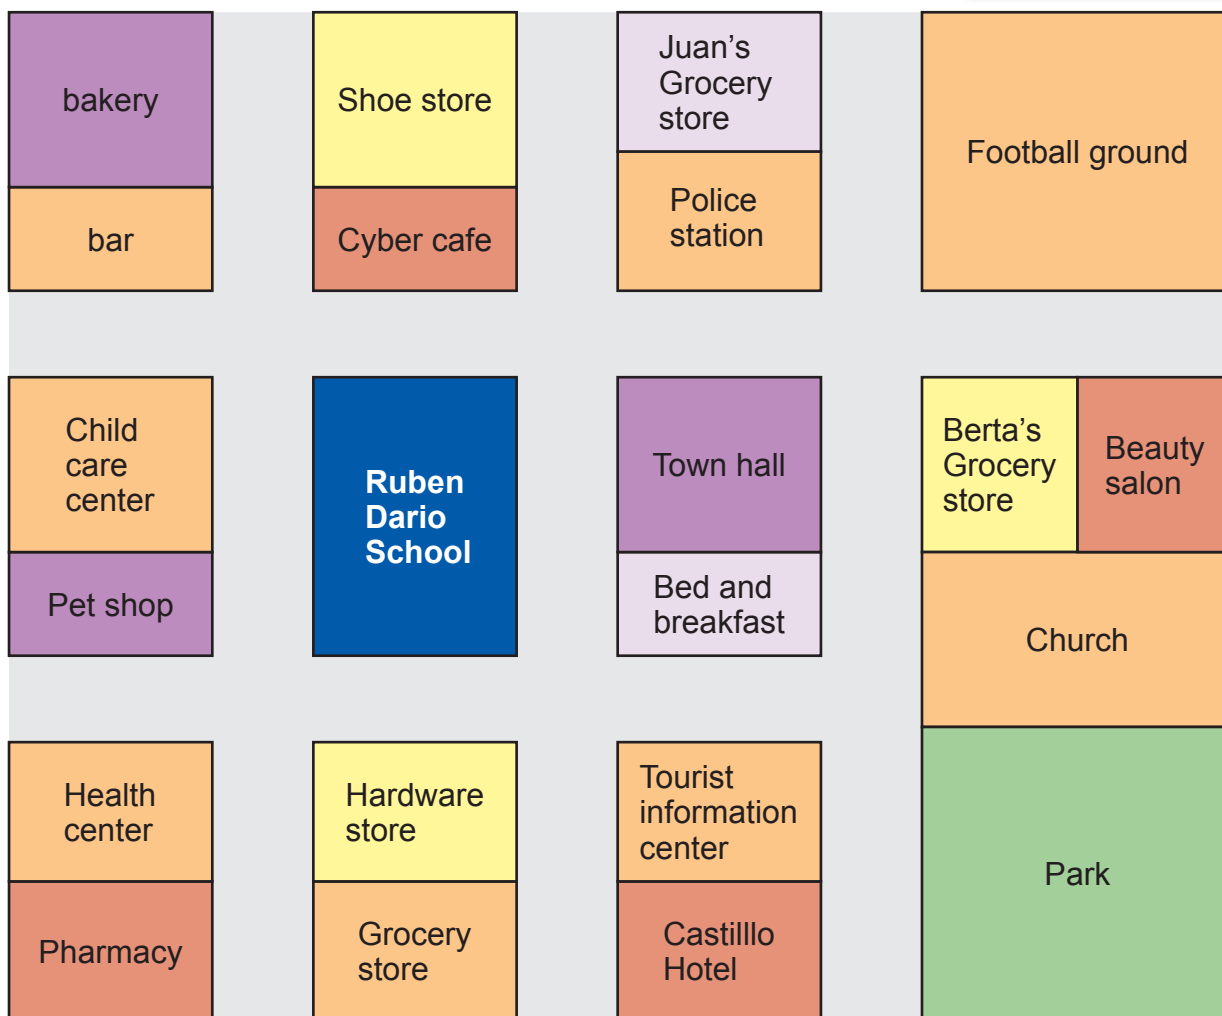 bakery
Shoe store
Juan's
Grocery
store
Football ground
bar
Cyber cafe
Police
station
Child
care
center
Ruben
Dario
School
Town hall
Berta's
Grocery
store
Beauty
salon
Pet shop
Bed and
breakfast
Church
Health
center
Hardware
store
Tourist
information
center
Park
Pharmacy
Grocery
store
Castilllo
Hotel